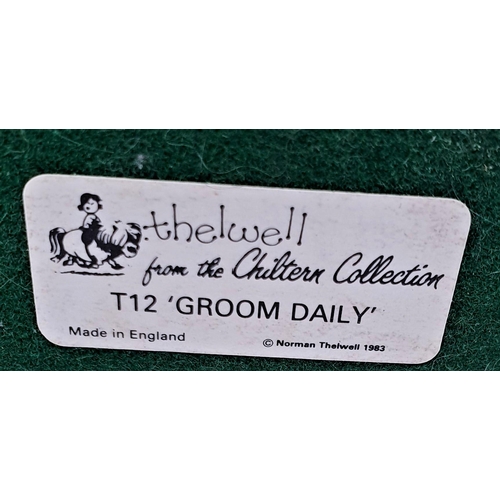 thelwell
from the Chiltern Collection
T12 'GROOM DAILY'
Made in England
© Norman Thelwell 1983